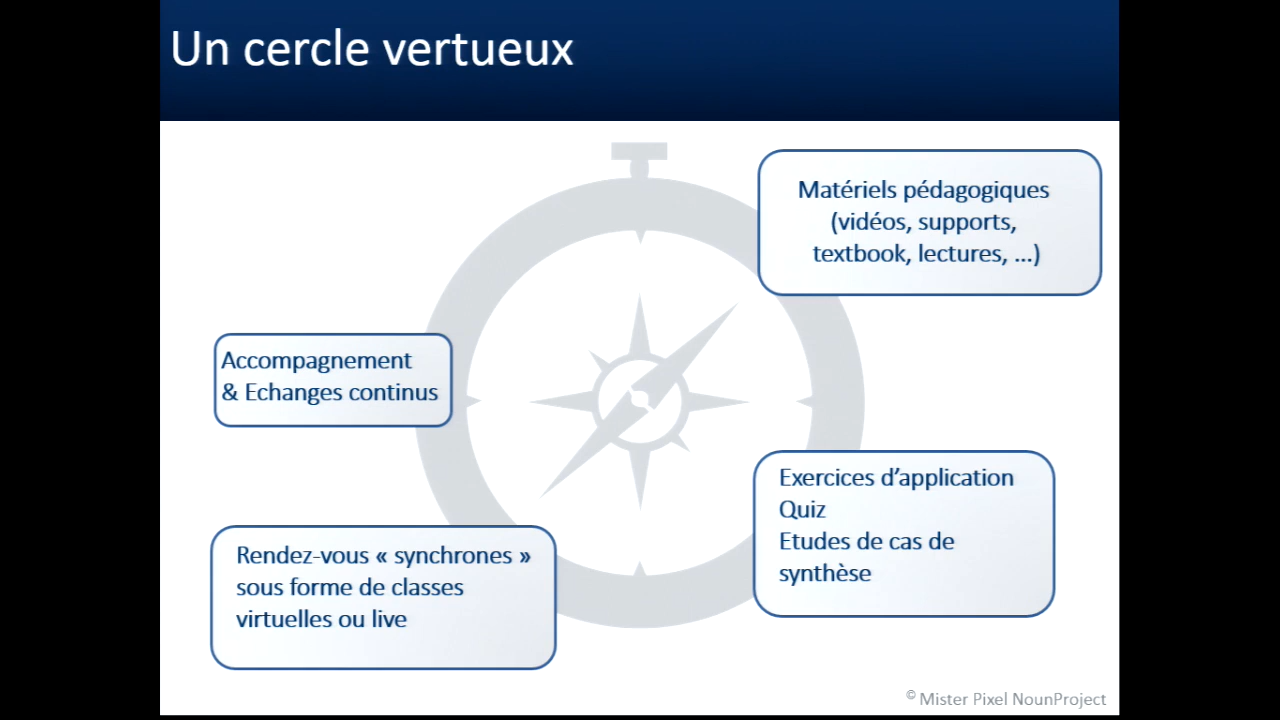 Un cercle vertueux
Matériels pédagogiques
(vidéos, supports,
textbook, lectures, ...)
Accompagnement
& Echanges continus
Exercices d’application
Quiz
Etudes de cas de
synthèse
Rendez-vous « synchrones »
sous forme de classes
virtuelles ou live
© Mister Pixel NounProject